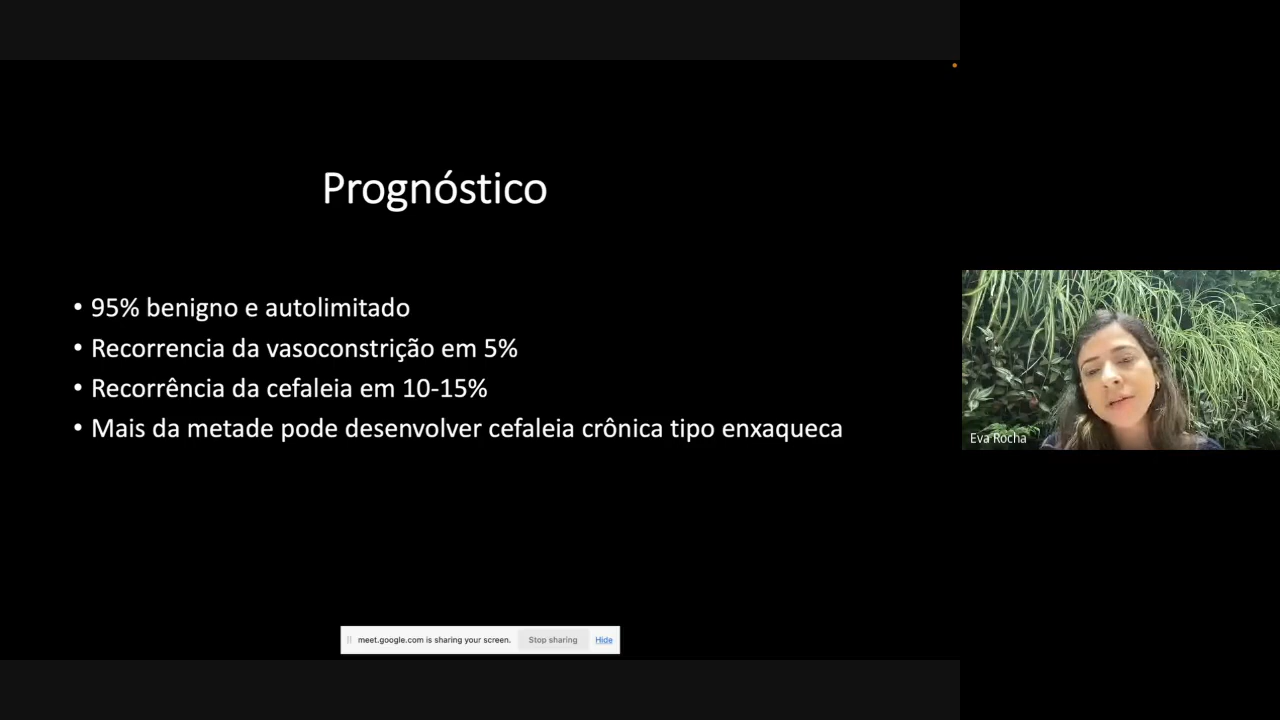 Prognóstico
• 95% benigno e autolimitado
• Recorrencia da vasoconstrição em 5%
• Recorrência da cefaleia em 10-15%
• Mais da metade pode desenvolver cefaleia crônica tipo enxaqueca
Eva Rocha
meet.google.com is sharing your screen. Stop sharing Hide